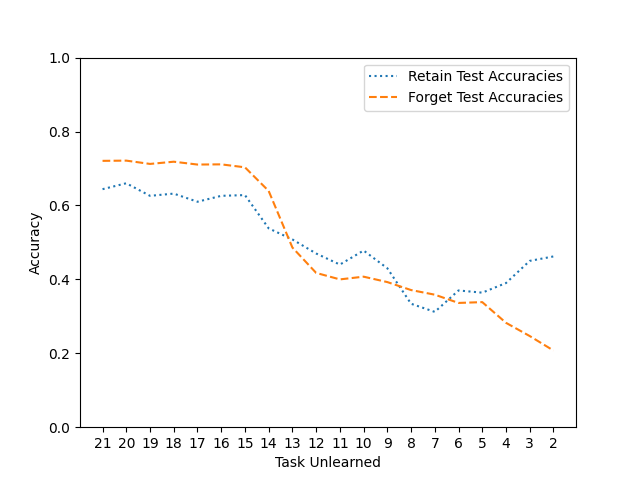 Retain Test Accuracies
Forget Test Accuracies
1.0
0.8
0.6
0.4
0.2
0.0
Accuracy
21 20 19 18 17 16 15 14 13 12 11 10 9 8 7 6 5 4 3 2
Task Unlearned